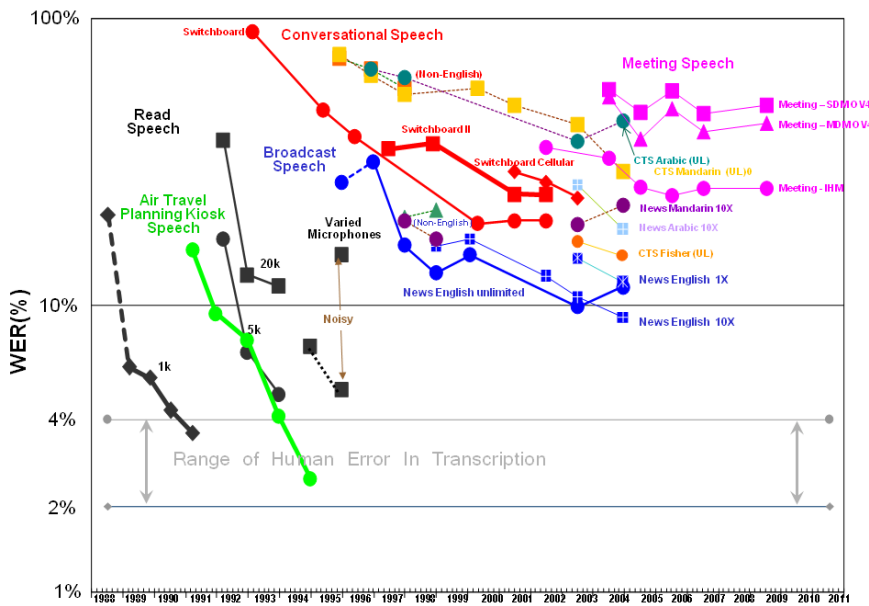 100%
Switchboard
Conversational Speech
(Non-English)
Meeting Speech
Meeting – SDM OV4
Meeting – MDM OV4
Read
Speech
Switchboard II
Broadcast
Speech
Switchboard Cellular
CTS Arabic (UL)
CTS Mandarin (UL)0
Meeting - IHM
Air Travel
Planning Kiosk
Speech
Varied
Microphones
(Non-English)
News Mandarin 10X
News Arabic 10X
CTS Fisher (UL)
20k
News English 1X
News English unlimited
10%
Noisy
News English 10X
5k
1k
WER(%)
4%
Range of Human Error In Transcription
2%
1%
1988 1989 1990 1991 1992 1993 1994 1995 1996 1997 1998 1999 2000 2001 2002 2003 2004 2005 2006 2007 2008 2009 2010 2011